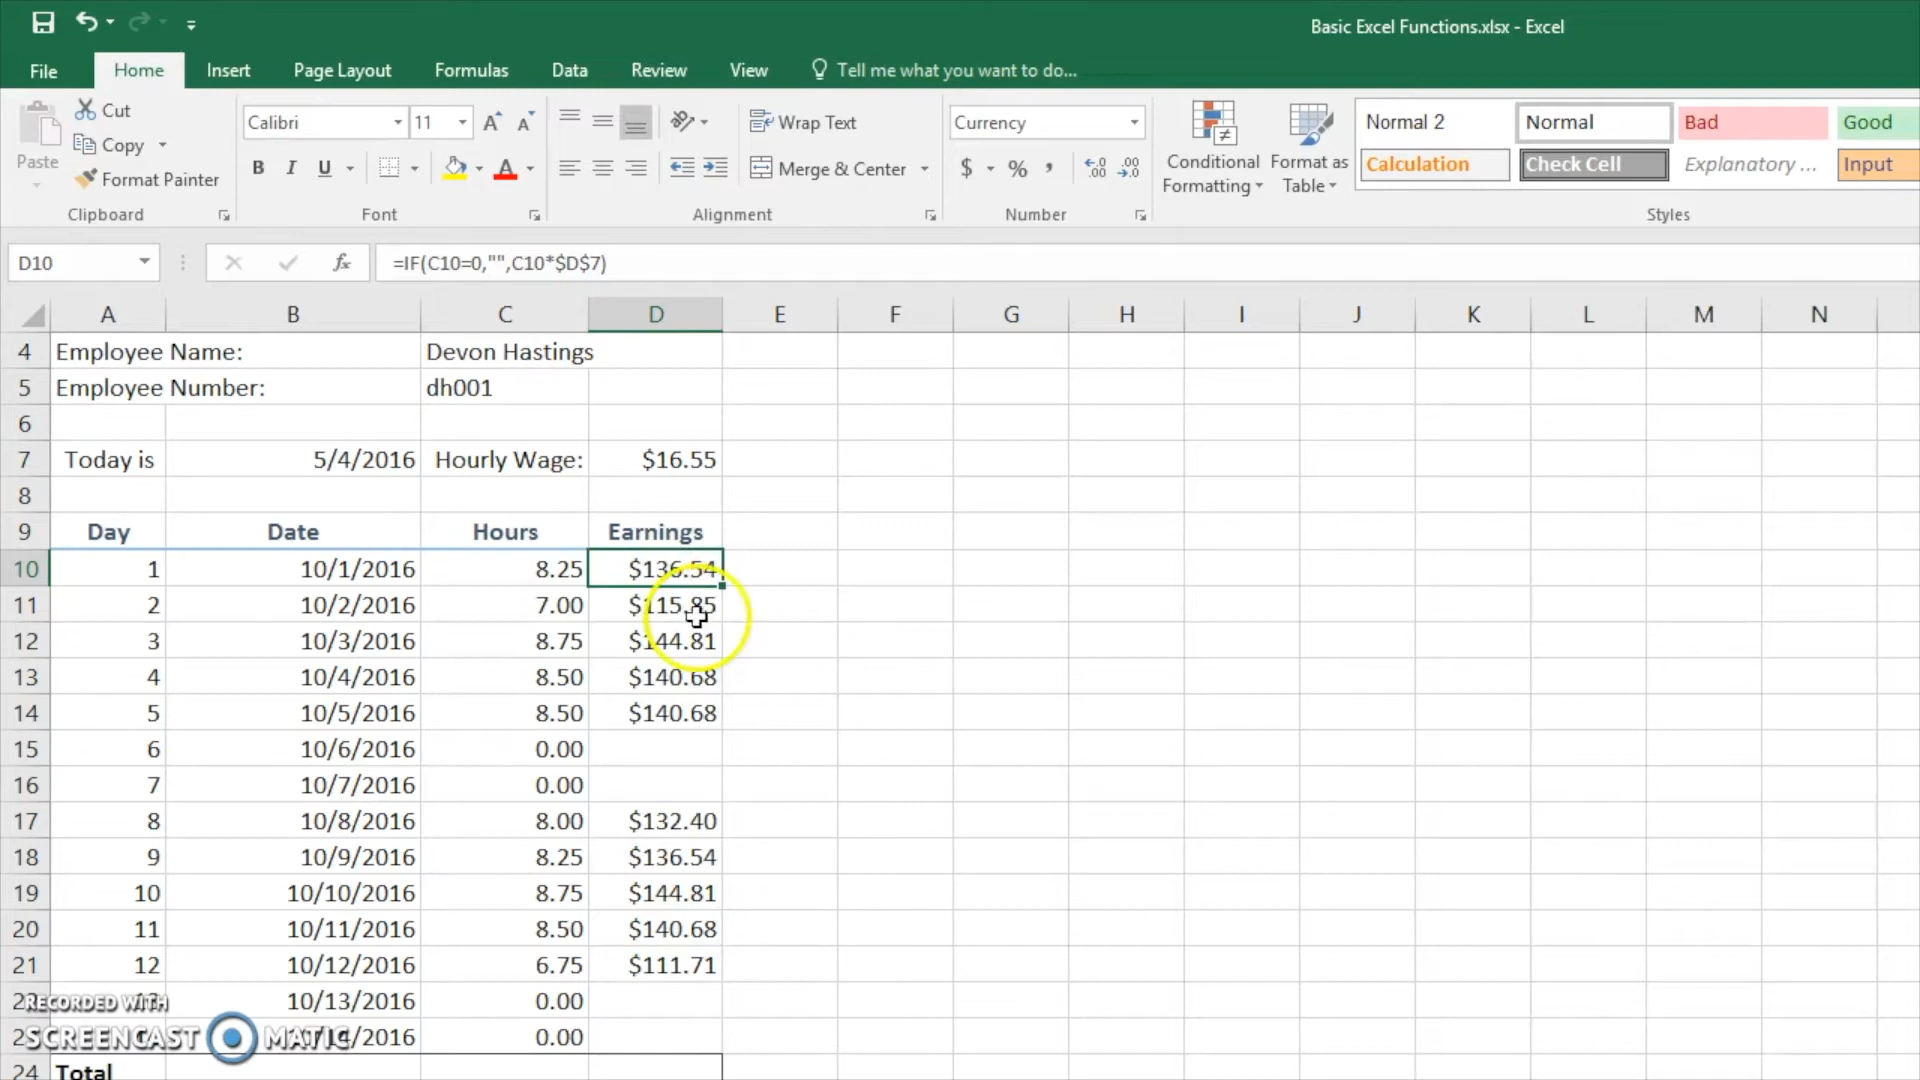 Basic Excel Functions.xlsx - Excel
File Home Insert Page Layout Formulas Data Review View Tell me what you want to do...
Paste
Cut
Copy
Format Painter
Clipboard
Calibri 11 A A
B I U A
Font
Wrap Text
Merge & Center
Alignment
Currency
$ % , .0 .00 .00 .0
Number
Conditional Formatting
Format as Table
Normal 2 Normal Bad Good
Calculation Check Cell Explanatory ... Input
Styles
D10 fx =IF(C10=0,"",C10*$D$7)
A B C D E F G H I J K L M N
4 Employee Name: Devon Hastings
5 Employee Number: dh001
6
7 Today is 5/4/2016 Hourly Wage: $16.55
8
9 Day Date Hours Earnings
10 1 10/1/2016 8.25 $136.54
11 2 10/2/2016 7.00 $115.85
12 3 10/3/2016 8.75 $144.81
13 4 10/4/2016 8.50 $140.68
14 5 10/5/2016 8.50 $140.68
15 6 10/6/2016 0.00
16 7 10/7/2016 0.00
17 8 10/8/2016 8.00 $132.40
18 9 10/9/2016 8.25 $136.54
19 10 10/10/2016 8.75 $144.81
20 11 10/11/2016 8.50 $140.68
21 12 10/12/2016 6.75 $111.71
10/13/2016 0.00
/2016 0.00
24 Total
RECORDED WITH
SCREENCAST MATIC